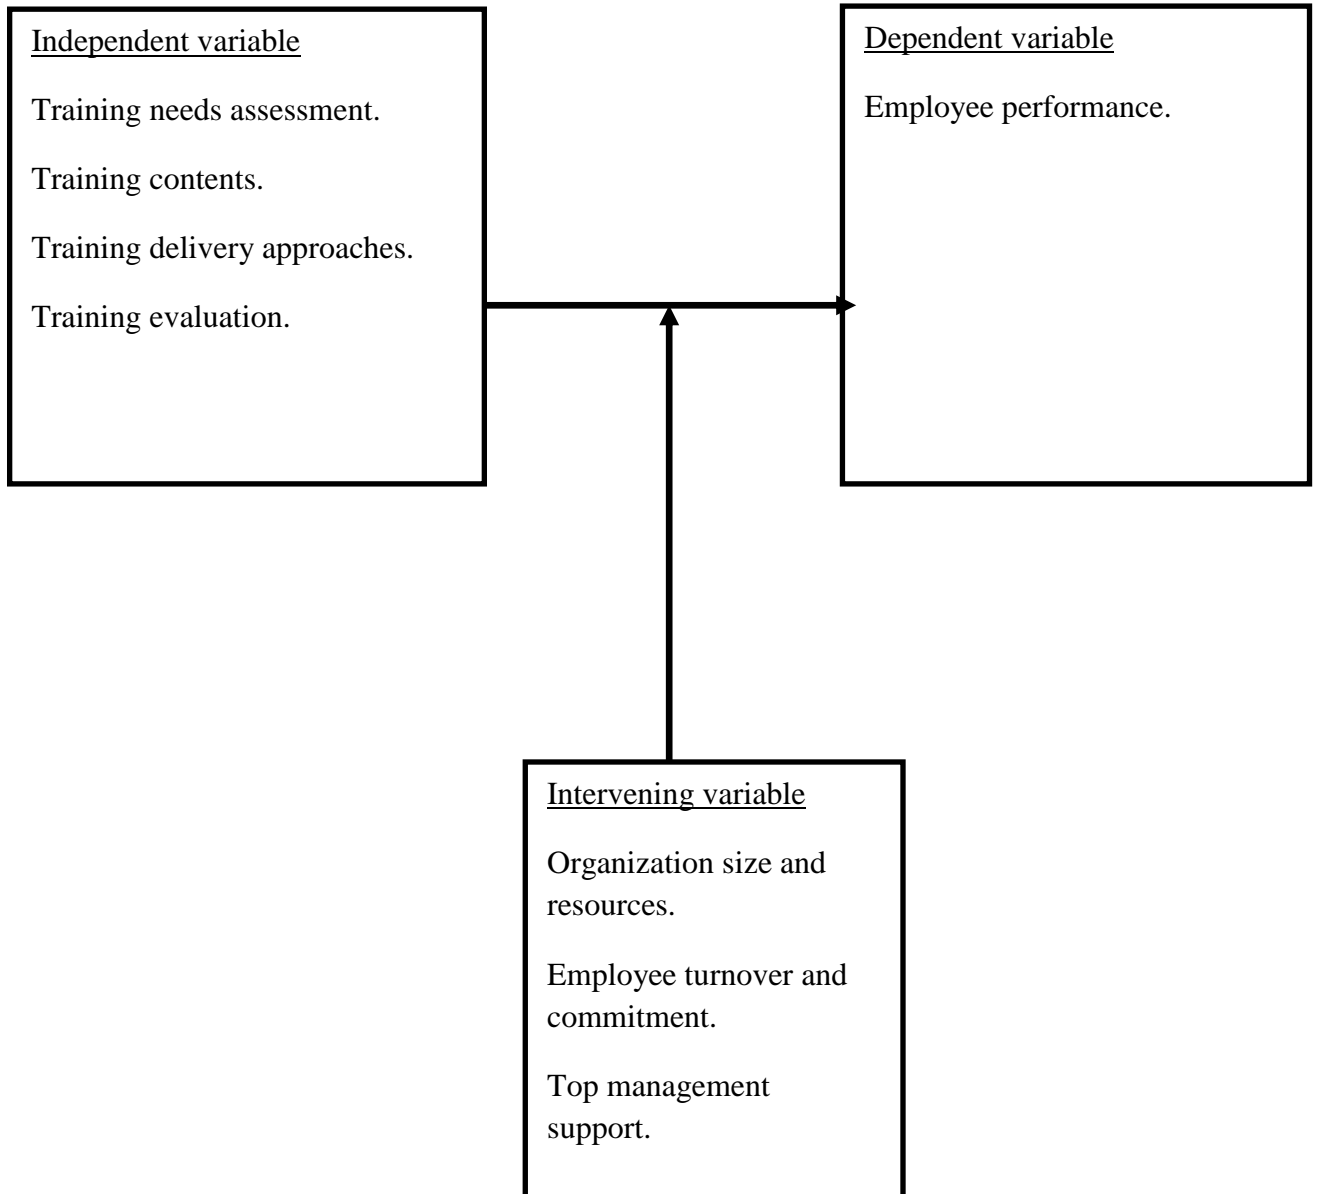 Independent variable
Training needs assessment.
Training contents.
Training delivery approaches.
Training evaluation.
Dependent variable
Employee performance.
Intervening variable
Organization size and
resources.
Employee turnover and
commitment.
Top management
support.